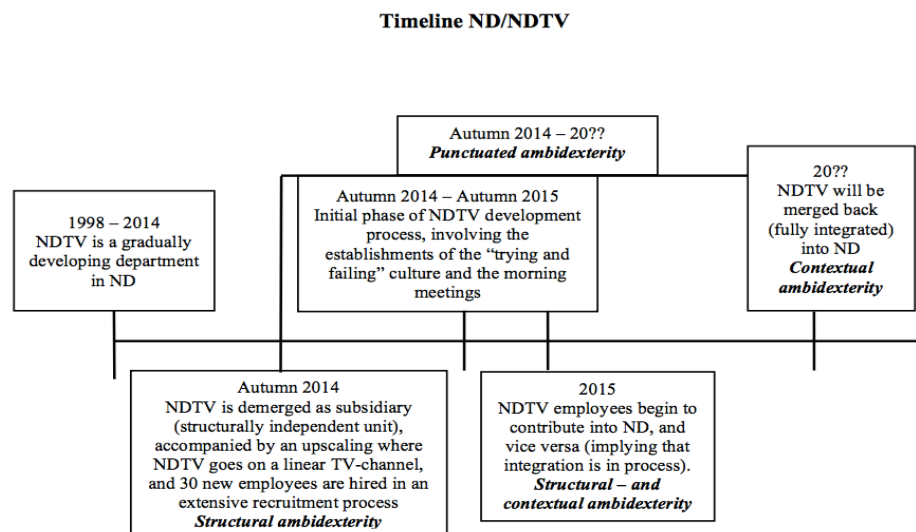 Timeline ND/NDTV
Autumn 2014 – 20??
Punctuated ambidexterity
20??
NDTV will be
merged back
(fully integrated)
into ND
Contextual
ambidexterity
Autumn 2014 – Autumn 2015
Initial phase of NDTV development
process, involving the
establishments of the “trying and
failing” culture and the morning
meetings
1998 – 2014
NDTV is a gradually
developing department
in ND
Autumn 2014
NDTV is demerged as subsidiary
(structurally independent unit),
accompanied by an upscaling where
NDTV goes on a linear TV-channel,
and 30 new employees are hired in an
extensive recruitment process
Structural ambidexterity
2015
NDTV employees begin to
contribute into ND, and
vice versa (implying that
integration is in process).
Structural – and
contextual ambidexterity